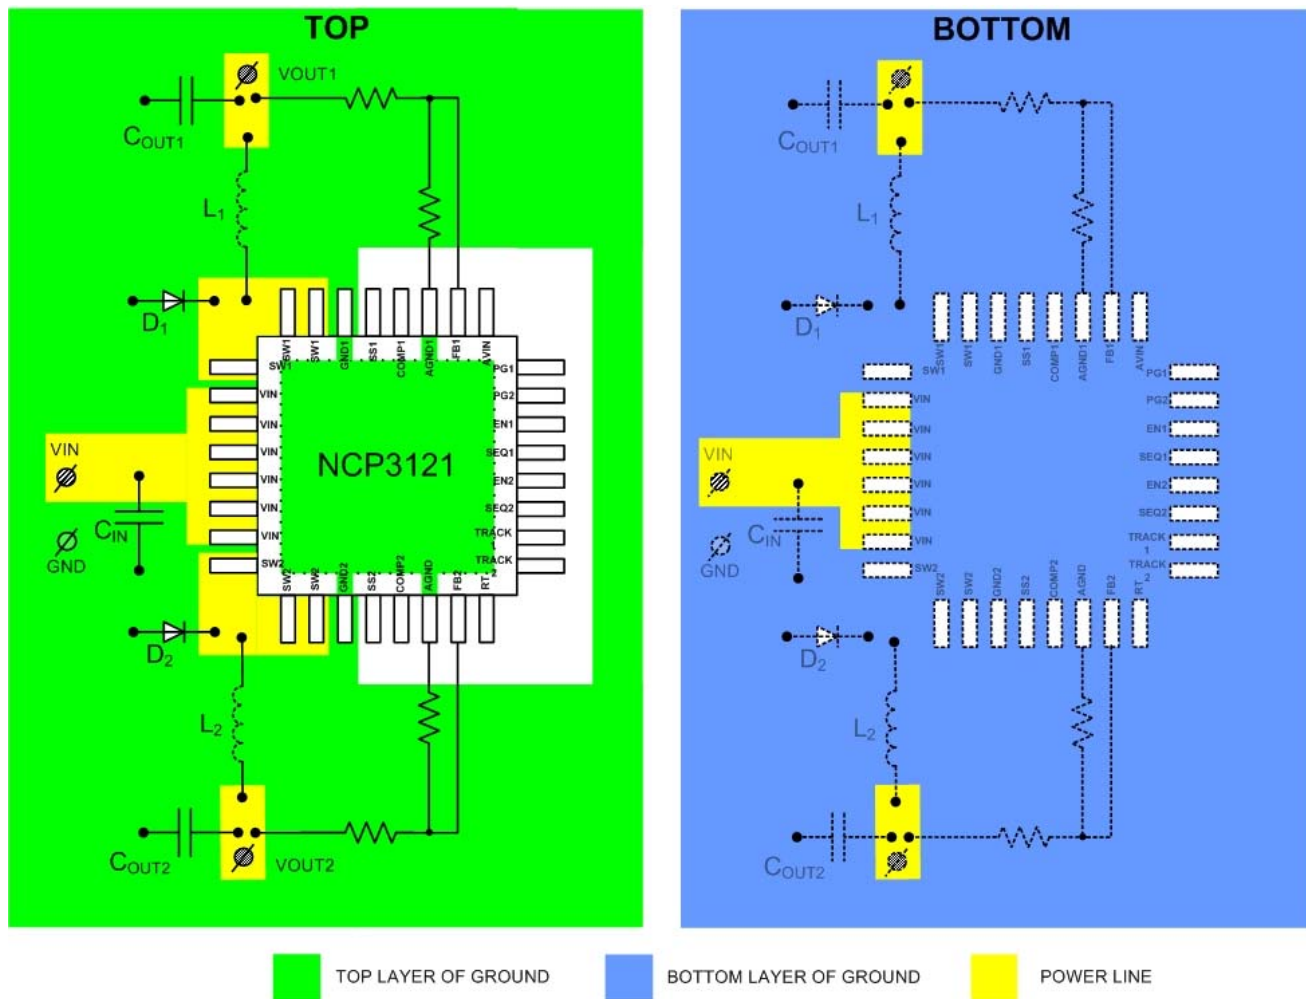 TOP
VOUT1
C_OUT1
L1
D1
SW1
SW1
GND1
SS1
COMP1
AGND1
FB1
AVIN
SW1
VIN
VIN
VIN
VIN
VIN
VIN
SW2
PG1
PG2
EN1
SEQ1
EN2
SEQ2
TRACK
1
TRACK
2
NCP3121
VIN
CIN
GND
SW2
SW2
GND2
SS2
COMP2
AGND
FB2
RT
D2
L2
COUT2
VOUT2
BOTTOM
COUT1
L1
D1
SW1
SW1
GND1
SS1
COMP1
AGND1
FB1
AVIN
SW1
VIN
VIN
VIN
VIN
VIN
VIN
SW2
PG1
PG2
EN1
SEQ1
EN2
SEQ2
TRACK
1
TRACK
2
VIN
CIN
GND
SW2
SW2
GND2
SS2
COMP2
AGND
FB2
RT
D2
L2
COUT2
TOP LAYER OF GROUND
BOTTOM LAYER OF GROUND
POWER LINE